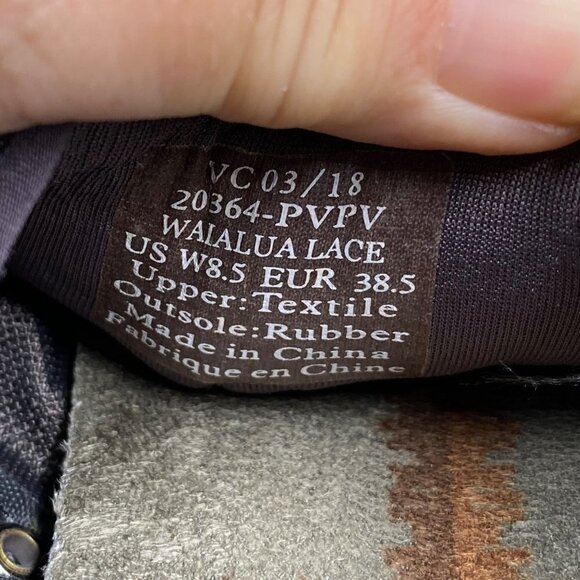 VC 03/18
20364-PVPV
WAIALUA LACE
US W8.5 EUR 38.5
Upper:Textile
Outsole:Rubber
Made in China
Fabrique en Chine